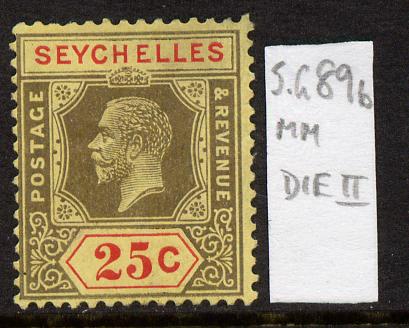 SEYCHELLES
POSTAGE
& REVENUE
25C
S.G 89b
MM
DIE II